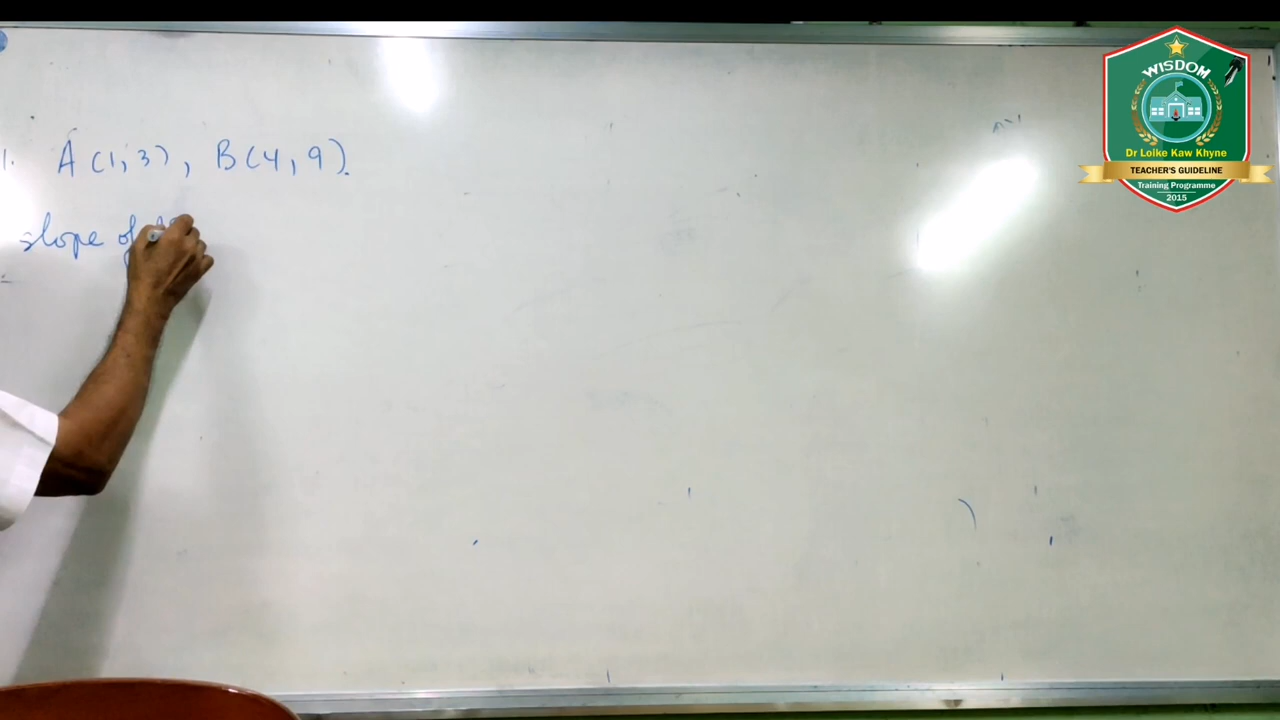 1. A (1, 3), B (4, 9).
slope of
WISDOM
Dr Loike Kaw Khyne
TEACHER'S GUIDELINE
Training Programme
2015